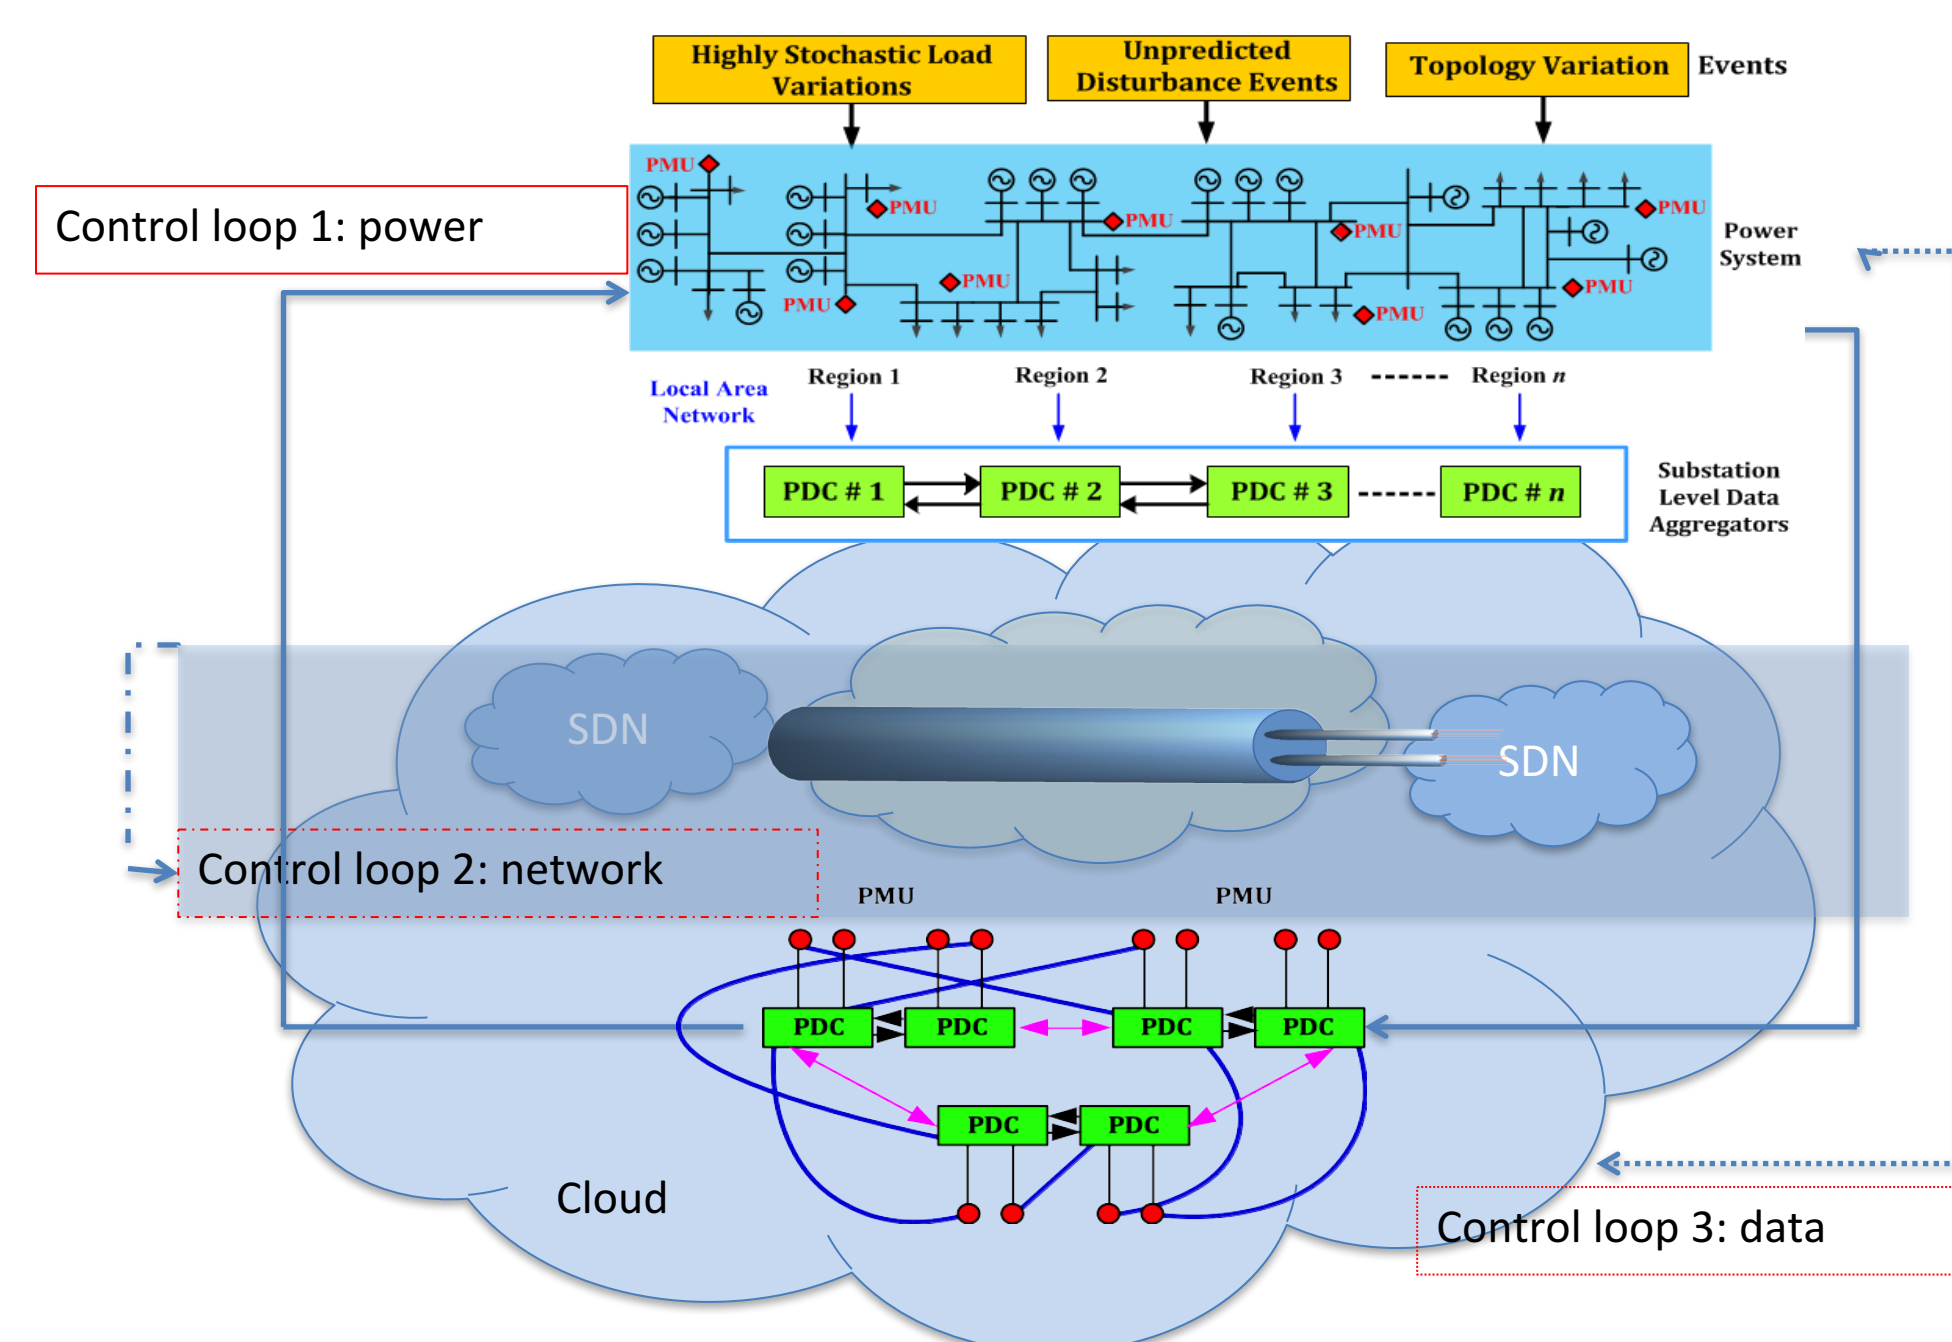 Highly Stochastic Load
Variations
Unpredicted
Disturbance Events
Topology Variation
Events
Control loop 1: power
PMU
PMU
PMU
PMU
PMU
PMU
PMU
PMU
PMU
Power
System
Local Area
Network
Region 1
Region 2
Region 3
Region n
PDC # 1
PDC # 2
PDC # 3
PDC # n
Substation
Level Data
Aggregators
SDN
SDN
Control loop 2: network
PMU
PMU
PDC
PDC
PDC
PDC
PDC
PDC
Cloud
Control loop 3: data